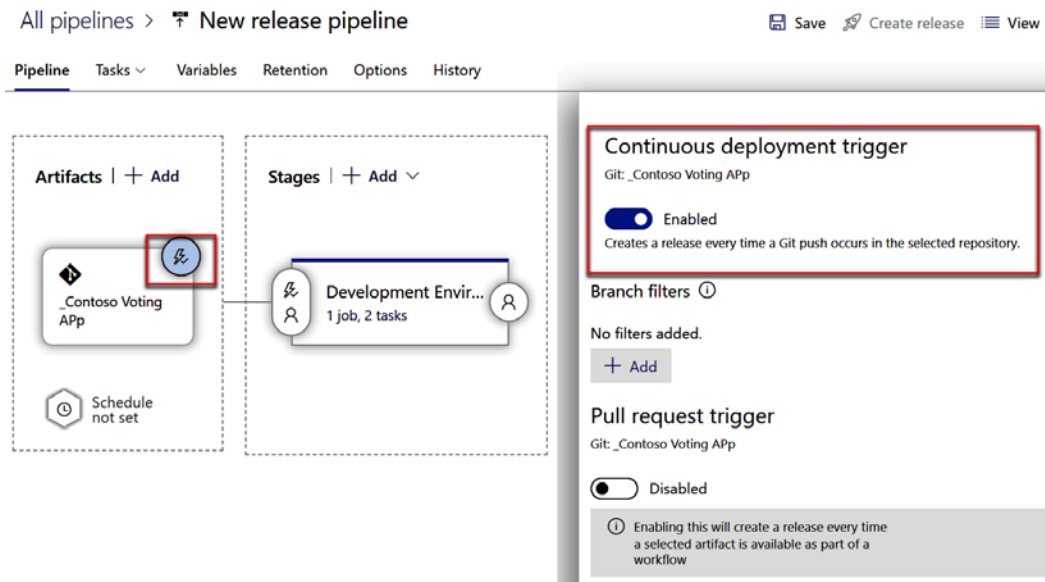 All pipelines > New release pipeline
Save Create release View
Pipeline Tasks Variables Retention Options History
Artifacts | + Add
_Contoso Voting
APp
Schedule
not set
Stages | + Add
Development Envir...
1 job, 2 tasks
Continuous deployment trigger
Git: _Contoso Voting APp
Enabled
Creates a release every time a Git push occurs in the selected repository.
Branch filters
No filters added.
+ Add
Pull request trigger
Git: _Contoso Voting APp
Disabled
Enabling this will create a release every time
a selected artifact is available as part of a
workflow